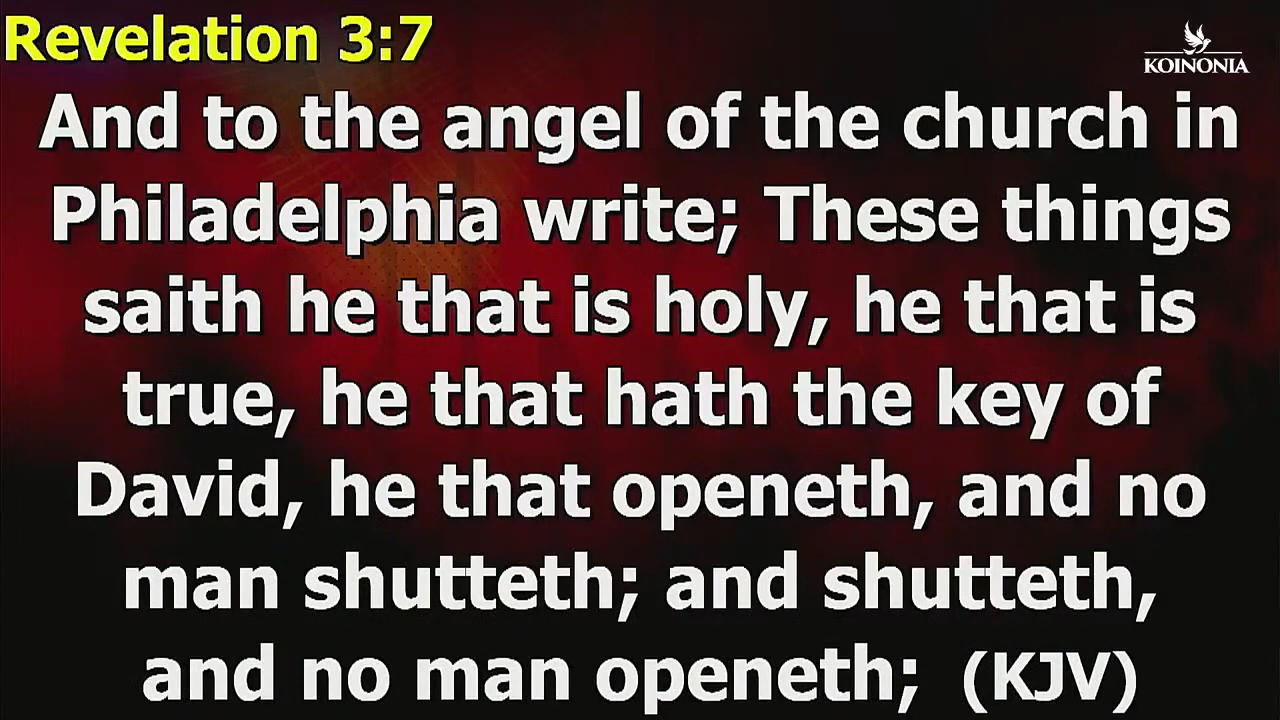 Revelation 3:7
KOINONIA
And to the angel of the church in
Philadelphia write; These things
saith he that is holy, he that is
true, he that hath the key of
David, he that openeth, and no
man shutteth; and shutteth,
and no man openeth; (KJV)